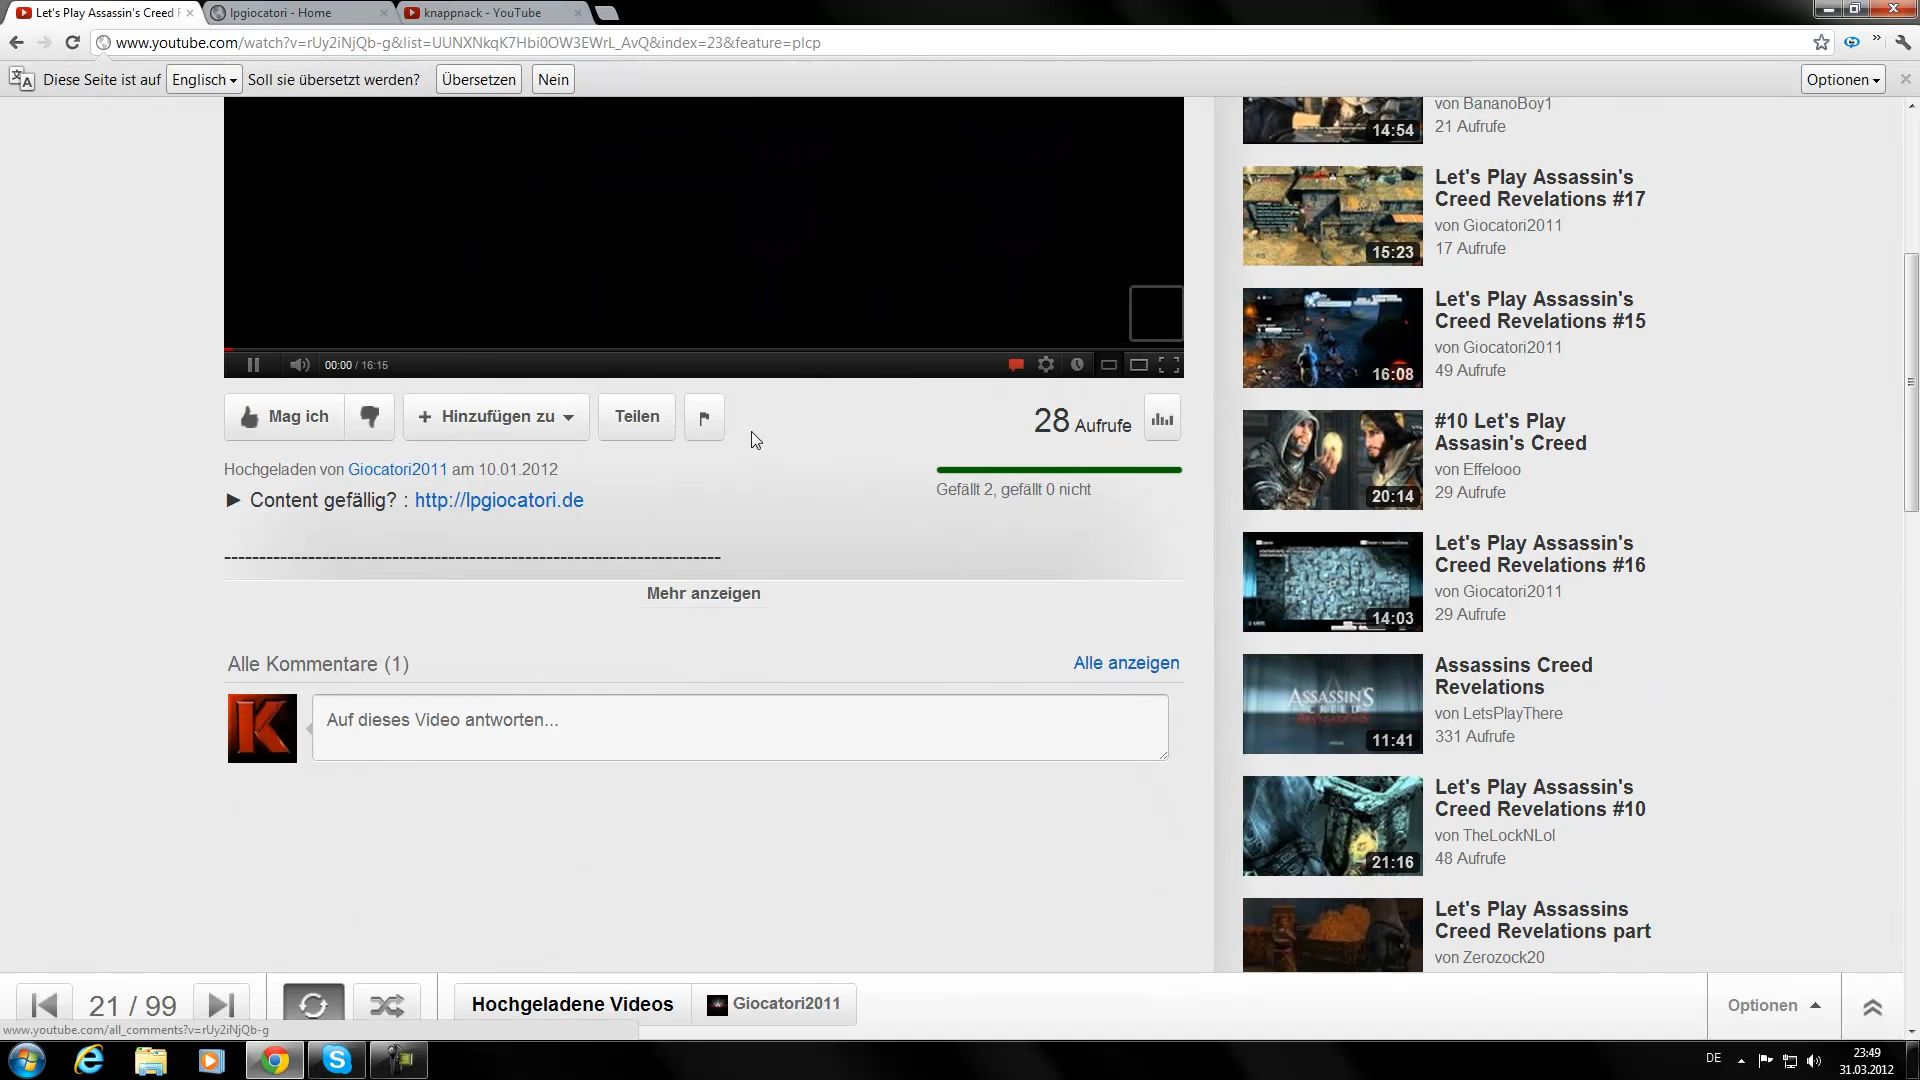 Let's Play Assassin's Creed F
lpgiocatori - Home
knappnack - YouTube
www.youtube.com/watch?v=rUy2iNjQb-g&list=UUNXNkqK7Hbi0OW3EWrL_AvQ&index=23&feature=plcp
Diese Seite ist auf Englisch Soll sie übersetzt werden? Übersetzen Nein Optionen
00:00 / 16:15
Mag ich
Hinzufügen zu
Teilen
28 Aufrufe
Hochgeladen von Giocatori2011 am 10.01.2012
Gefällt 2, gefällt 0 nicht
► Content gefällig? : http://lpgiocatori.de
-----------------------------------------------------------------------
Mehr anzeigen
Alle Kommentare (1)
Alle anzeigen
K
Auf dieses Video antworten...
14:54
von BananoBoy1
21 Aufrufe
15:23
Let's Play Assassin's
Creed Revelations #17
von Giocatori2011
17 Aufrufe
16:08
Let's Play Assassin's
Creed Revelations #15
von Giocatori2011
49 Aufrufe
20:14
#10 Let's Play
Assasin's Creed
von Effelooo
29 Aufrufe
14:03
Let's Play Assassin's
Creed Revelations #16
von Giocatori2011
29 Aufrufe
ASSASSIN'S
CREED
REVELATIONS
11:41
Assassins Creed
Revelations
von LetsPlayThere
331 Aufrufe
21:16
Let's Play Assassin's
Creed Revelations #10
von TheLockNLol
48 Aufrufe
Let's Play Assassins
Creed Revelations part
von Zerozock20
21 / 99
Hochgeladene Videos
Giocatori2011
Optionen
www.youtube.com/all_comments?v=rUy2iNjQb-g
DE
23:49
31.03.2012